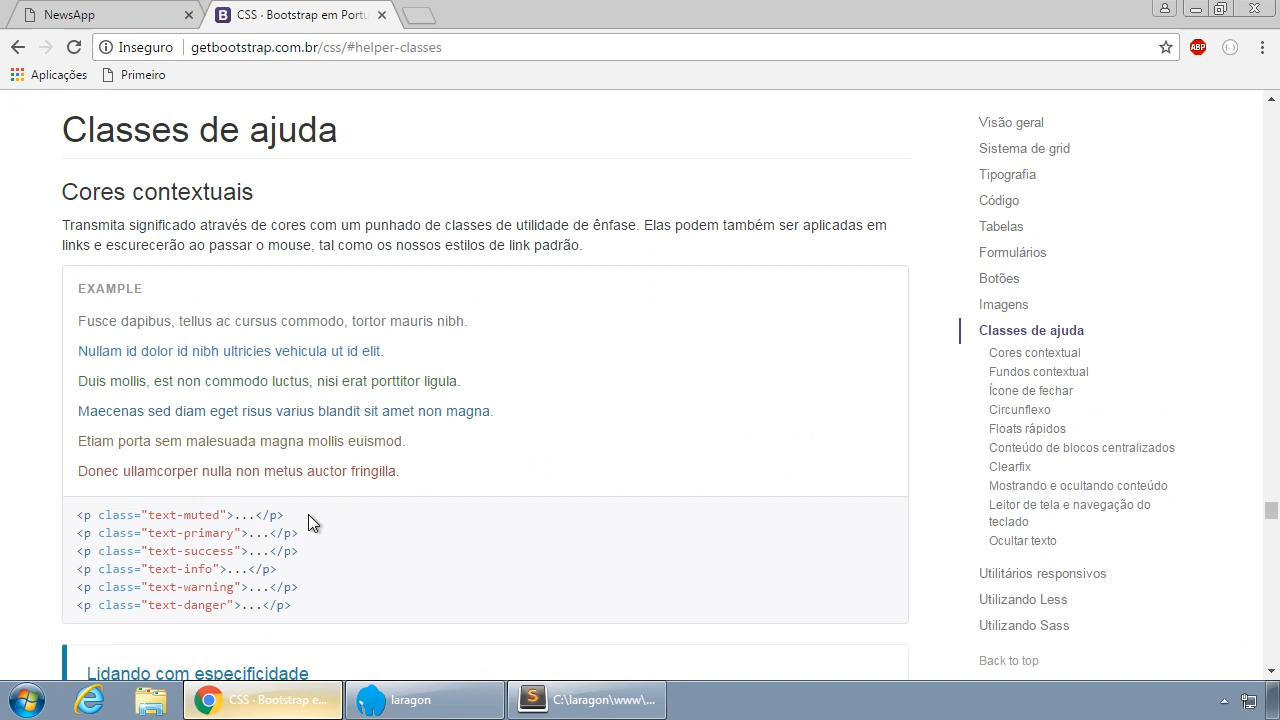 NewsApp
CSS · Bootstrap em Portu
Inseguro
getbootstrap.com.br/css/#helper-classes
ABP
Aplicações
Primeiro
Classes de ajuda
Cores contextuais
Transmita significado através de cores com um punhado de classes de utilidade de ênfase. Elas podem também ser aplicadas em
links e escurecerão ao passar o mouse, tal como os nossos estilos de link padrão.
EXAMPLE
Fusce dapibus, tellus ac cursus commodo, tortor mauris nibh.
Nullam id dolor id nibh ultricies vehicula ut id elit.
Duis mollis, est non commodo luctus, nisi erat porttitor ligula.
Maecenas sed diam eget risus varius blandit sit amet non magna.
Etiam porta sem malesuada magna mollis euismod.
Donec ullamcorper nulla non metus auctor fringilla.
<p class="text-muted">...</p>
<p class="text-primary">...</p>
<p class="text-success">...</p>
<p class="text-info">...</p>
<p class="text-warning">...</p>
<p class="text-danger">...</p>
Lidando com especificidade
Visão geral
Sistema de grid
Tipografia
Código
Tabelas
Formulários
Botões
Imagens
Classes de ajuda
Cores contextual
Fundos contextual
Ícone de fechar
Circunflexo
Floats rápidos
Conteúdo de blocos centralizados
Clearfix
Mostrando e ocultando conteúdo
Leitor de tela e navegação do
teclado
Ocultar texto
Utilitários responsivos
Utilizando Less
Utilizando Sass
Back to top
CSS · Bootstrap e...
laragon
C:\laragon\www\...